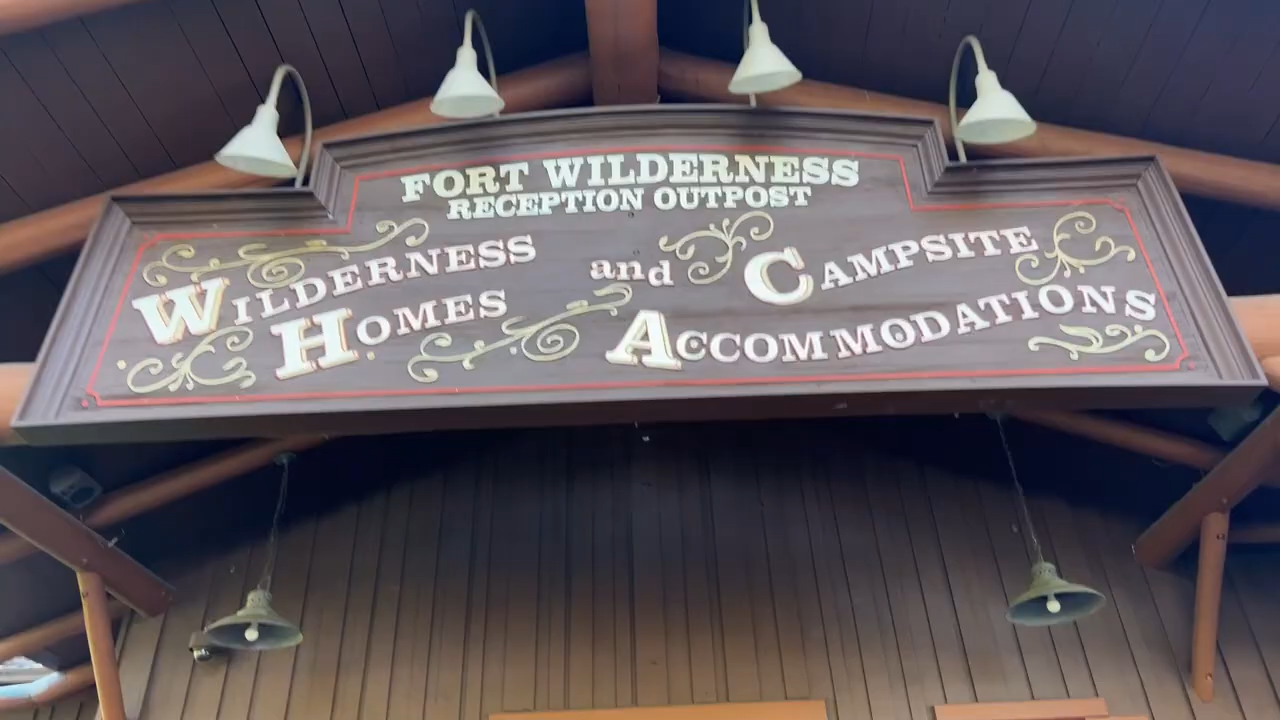 FORT WILDERNESS
RECEPTION OUTPOST
WILDERNESS
HOMES
and CAMPSITE
ACCOMMODATIONS